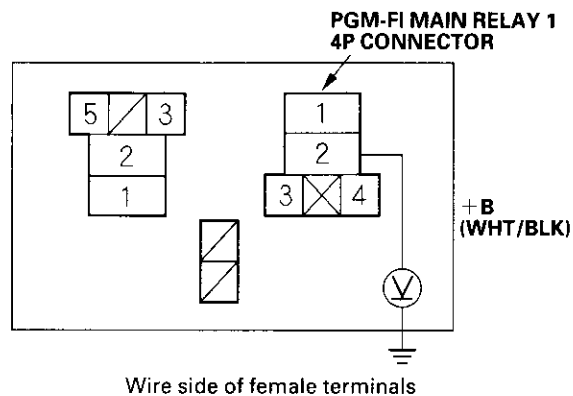 PGM-FI MAIN RELAY 1
4P CONNECTOR
5 3
2
1
1
2
3 4
+B
(WHT/BLK)
V
Wire side of female terminals